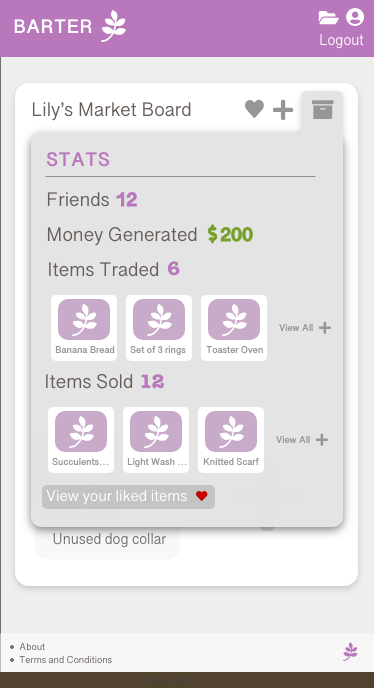 BARTER
Logout
Lily's Market Board
STATS
Friends 12
Money Generated $200
Items Traded 6
View All
Banana Bread Set of 3 rings Toaster Oven
Items Sold 12
View All
Succulents... Light Wash ... Knitted Scarf
View your liked items
Unused dog collar
• About
• Terms and Conditions